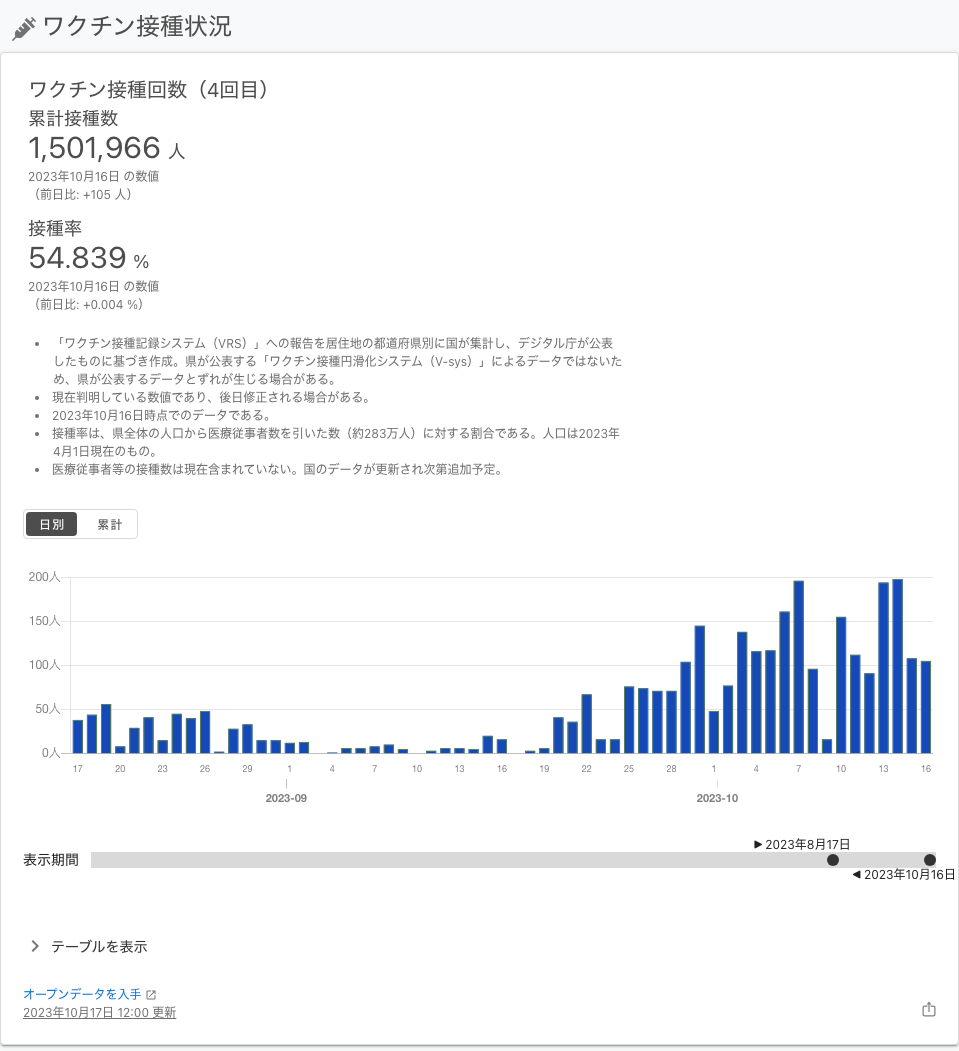 ワクチン接種状況
ワクチン接種回数（4回目）
累計接種数
1,501,966 人
2023年10月16日 の数値
（前日比: +105 人）
接種率
54.839 %
2023年10月16日 の数値
（前日比: +0.004 %）
• 「ワクチン接種記録システム（VRS）」への報告を居住地の都道府県別に国が集計し、デジタル庁が公表
したものに基づき作成。県が公表する「ワクチン接種円滑化システム（V-sys）」によるデータではないた
め、県が公表するデータとずれが生じる場合がある。
• 現在判明している数値であり、後日修正される場合がある。
• 2023年10月16日時点でのデータである。
• 接種率は、県全体の人口から医療従事者数を引いた数（約283万人）に対する割合である。人口は2023年
4月1日現在のもの。
• 医療従事者等の接種数は現在含まれていない。国のデータが更新され次第追加予定。
日別 累計
200人
150人
100人
50人
0人
17 20 23 26 29 1 4 7 10 13 16 19 22 25 28 1 4 7 10 13 16
2023-09 2023-10
2023年8月17日
表示期間
2023年10月16日
テーブルを表示
オープンデータを入手
2023年10月17日 12:00 更新